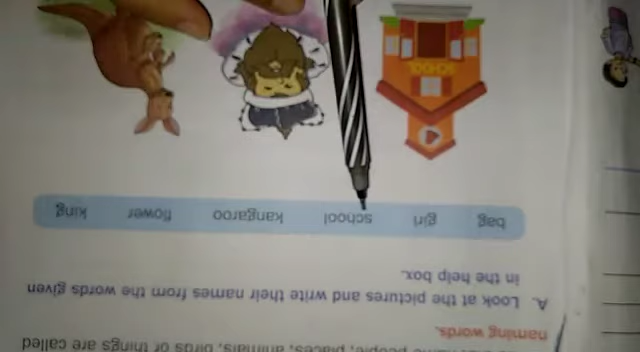 people, places, animals, birds or things are called
naming words.
A. Look at the pictures and write their names from the words given
in the help box.
bag girl school kangaroo flower king